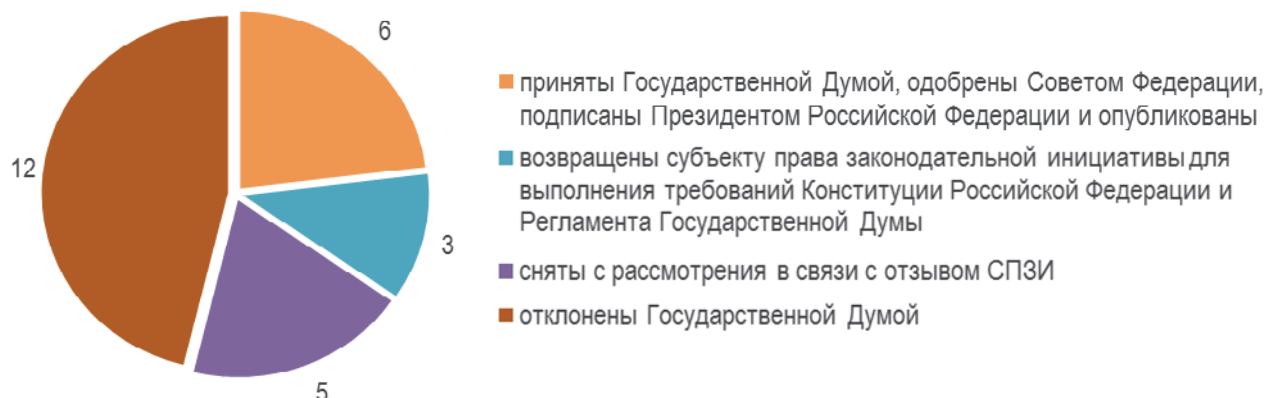 6
12
3
5
приняты Государственной Думой, одобрены Советом Федерации,
подписаны Президентом Российской Федерации и опубликованы
возвращены субъекту права законодательной инициативы для
выполнения требований Конституции Российской Федерации и
Регламента Государственной Думы
сняты с рассмотрения в связи с отзывом СПЗИ
отклонены Государственной Думой